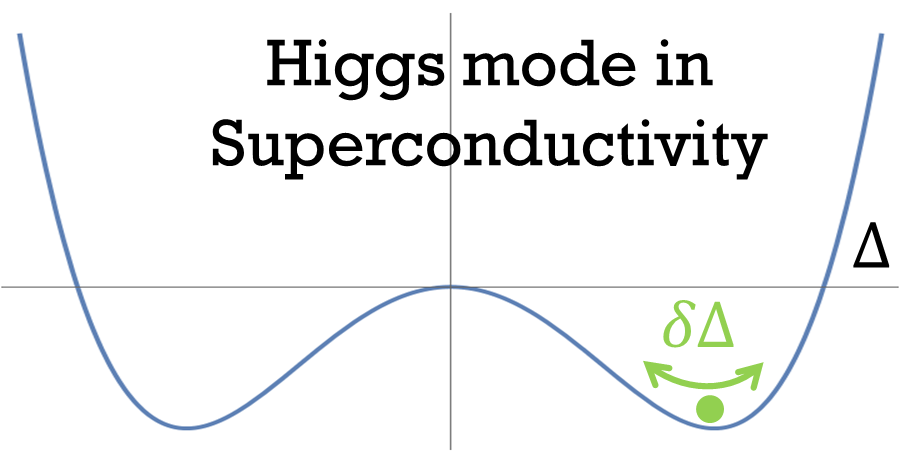 Higgs mode in
Superconductivity
Δ
δΔ